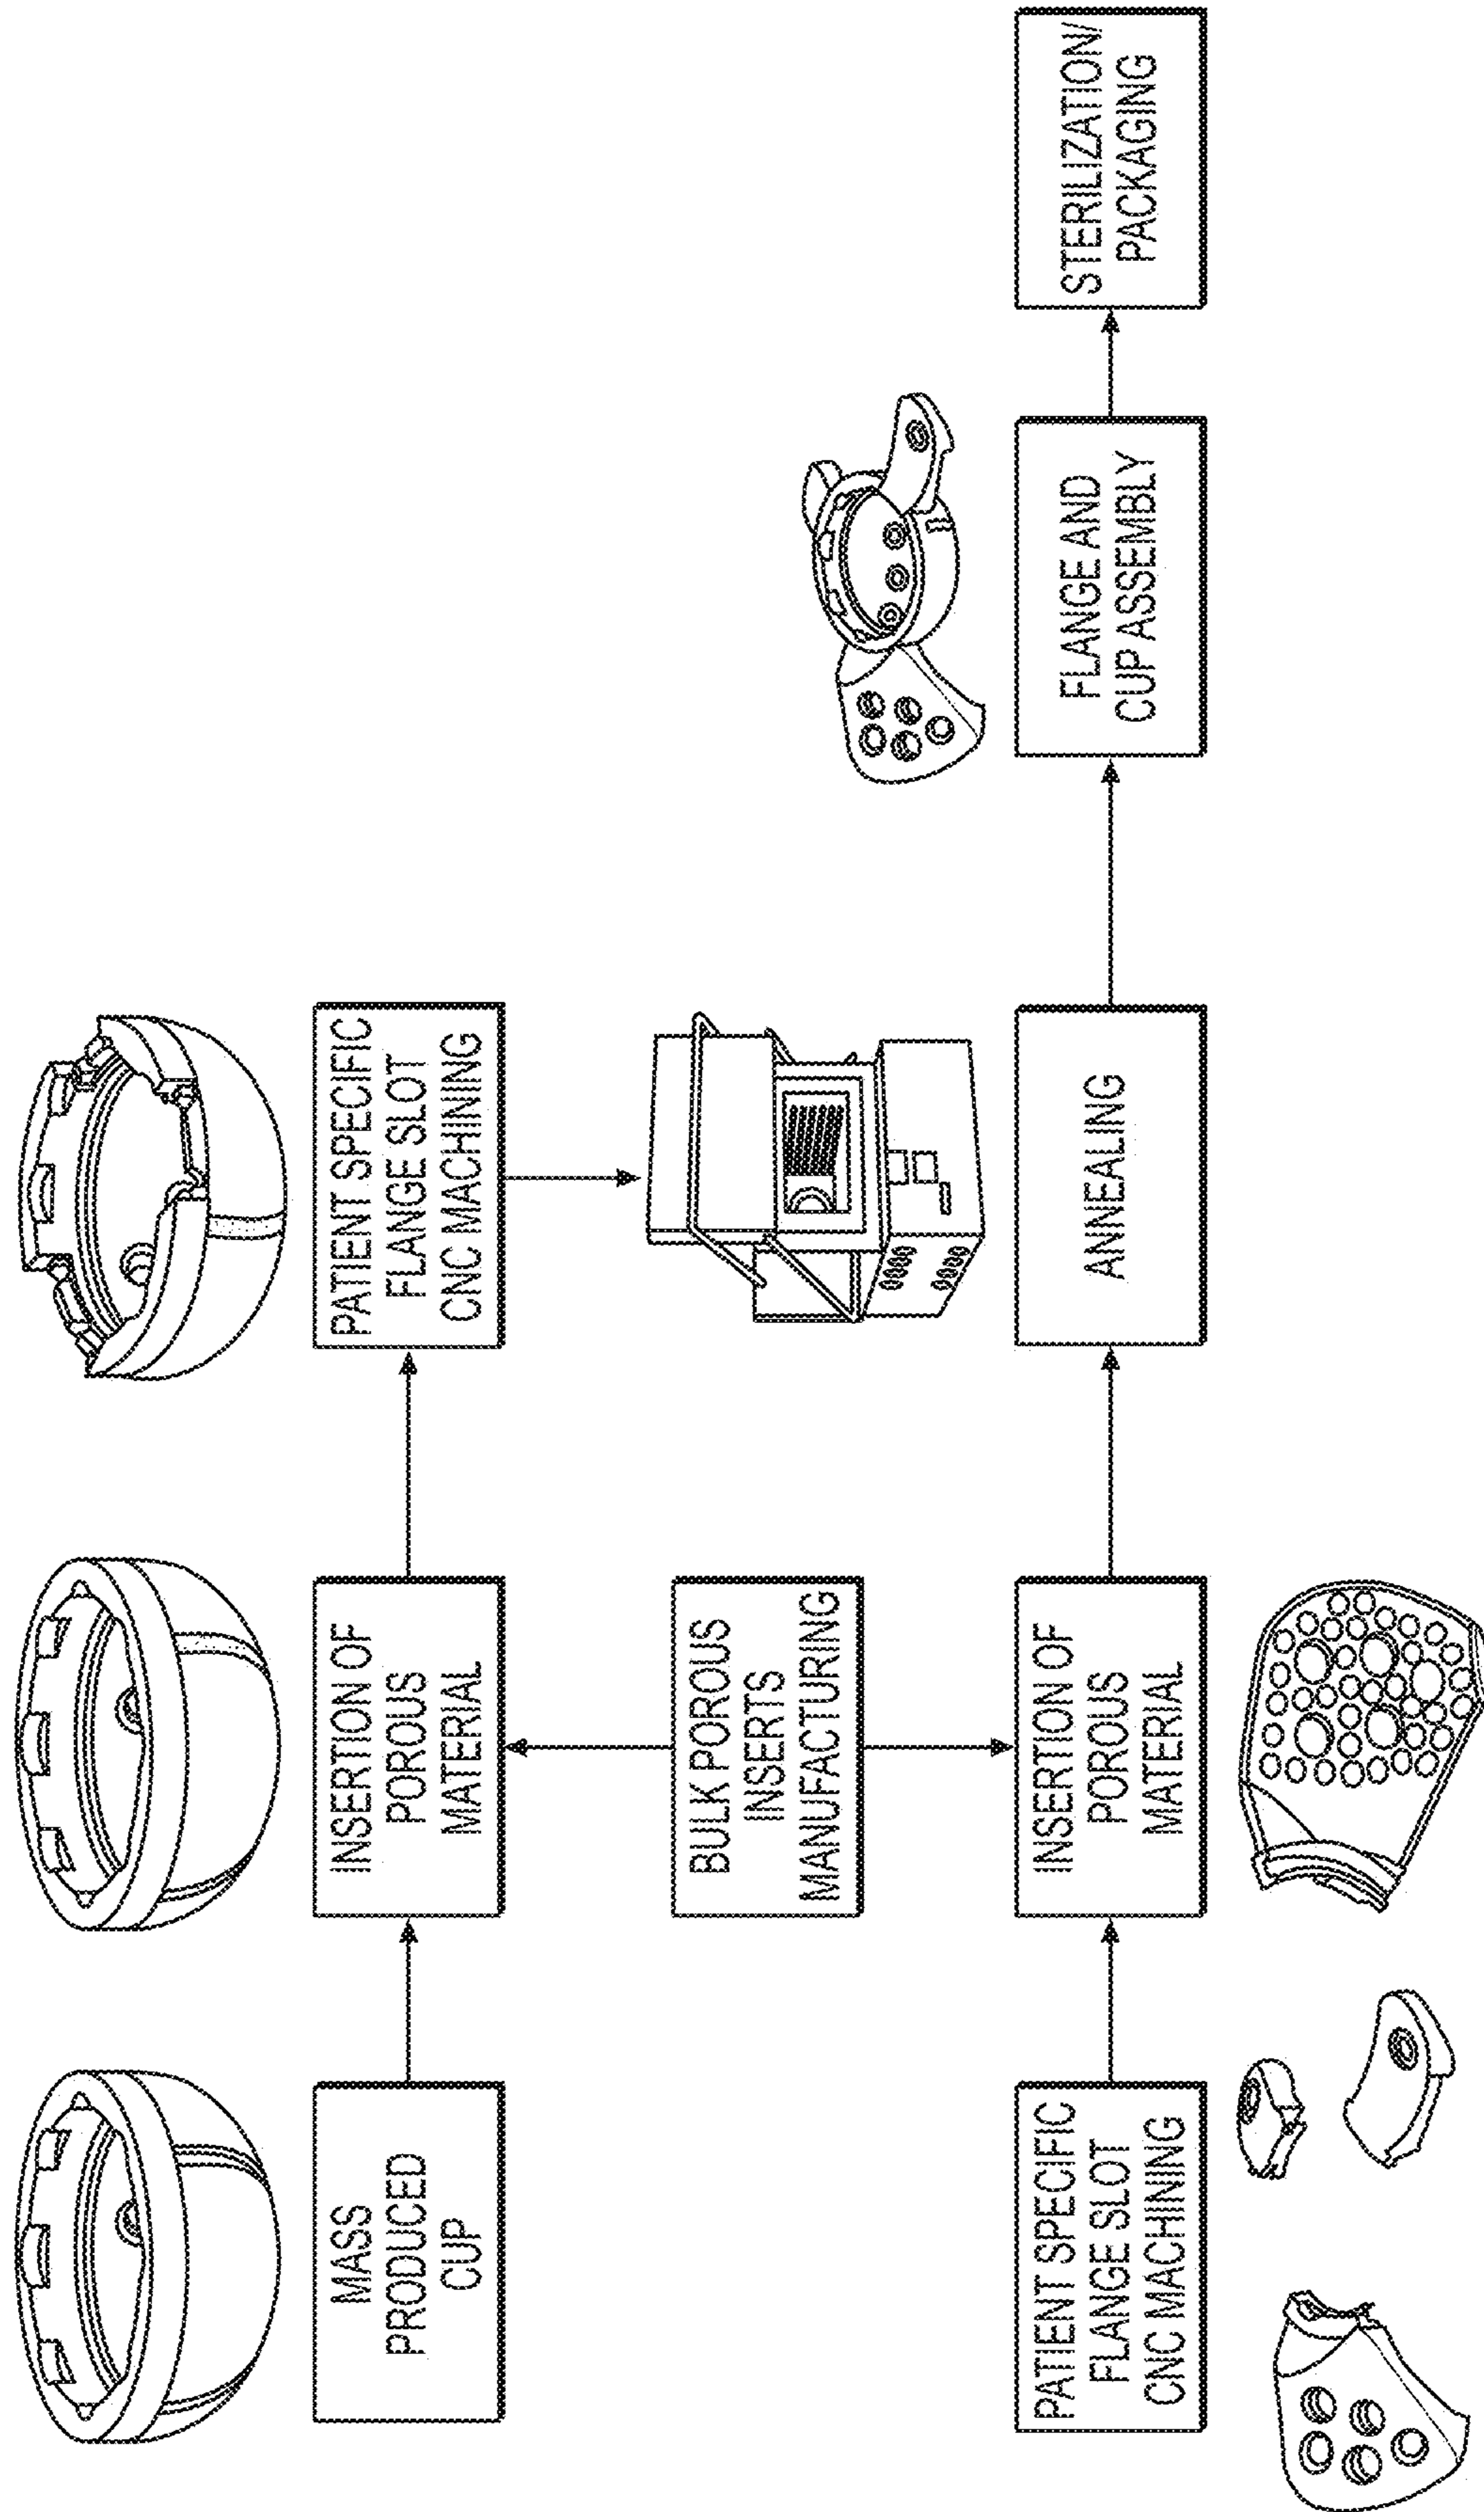 MASS
PRODUCED
CUP
INSERTION OF
POROUS
MATERIAL
PATIENT SPECIFIC
FLANGE SLOT
CNC MACHINING
BULK POROUS
INSERTS
MANUFACTURING
PATIENT SPECIFIC
FLANGE SLOT
CNC MACHINING
INSERTION OF
POROUS
MATERIAL
ANNEALING
FLANGE AND
CUP ASSEMBLY
STERILIZATION/
PACKAGING